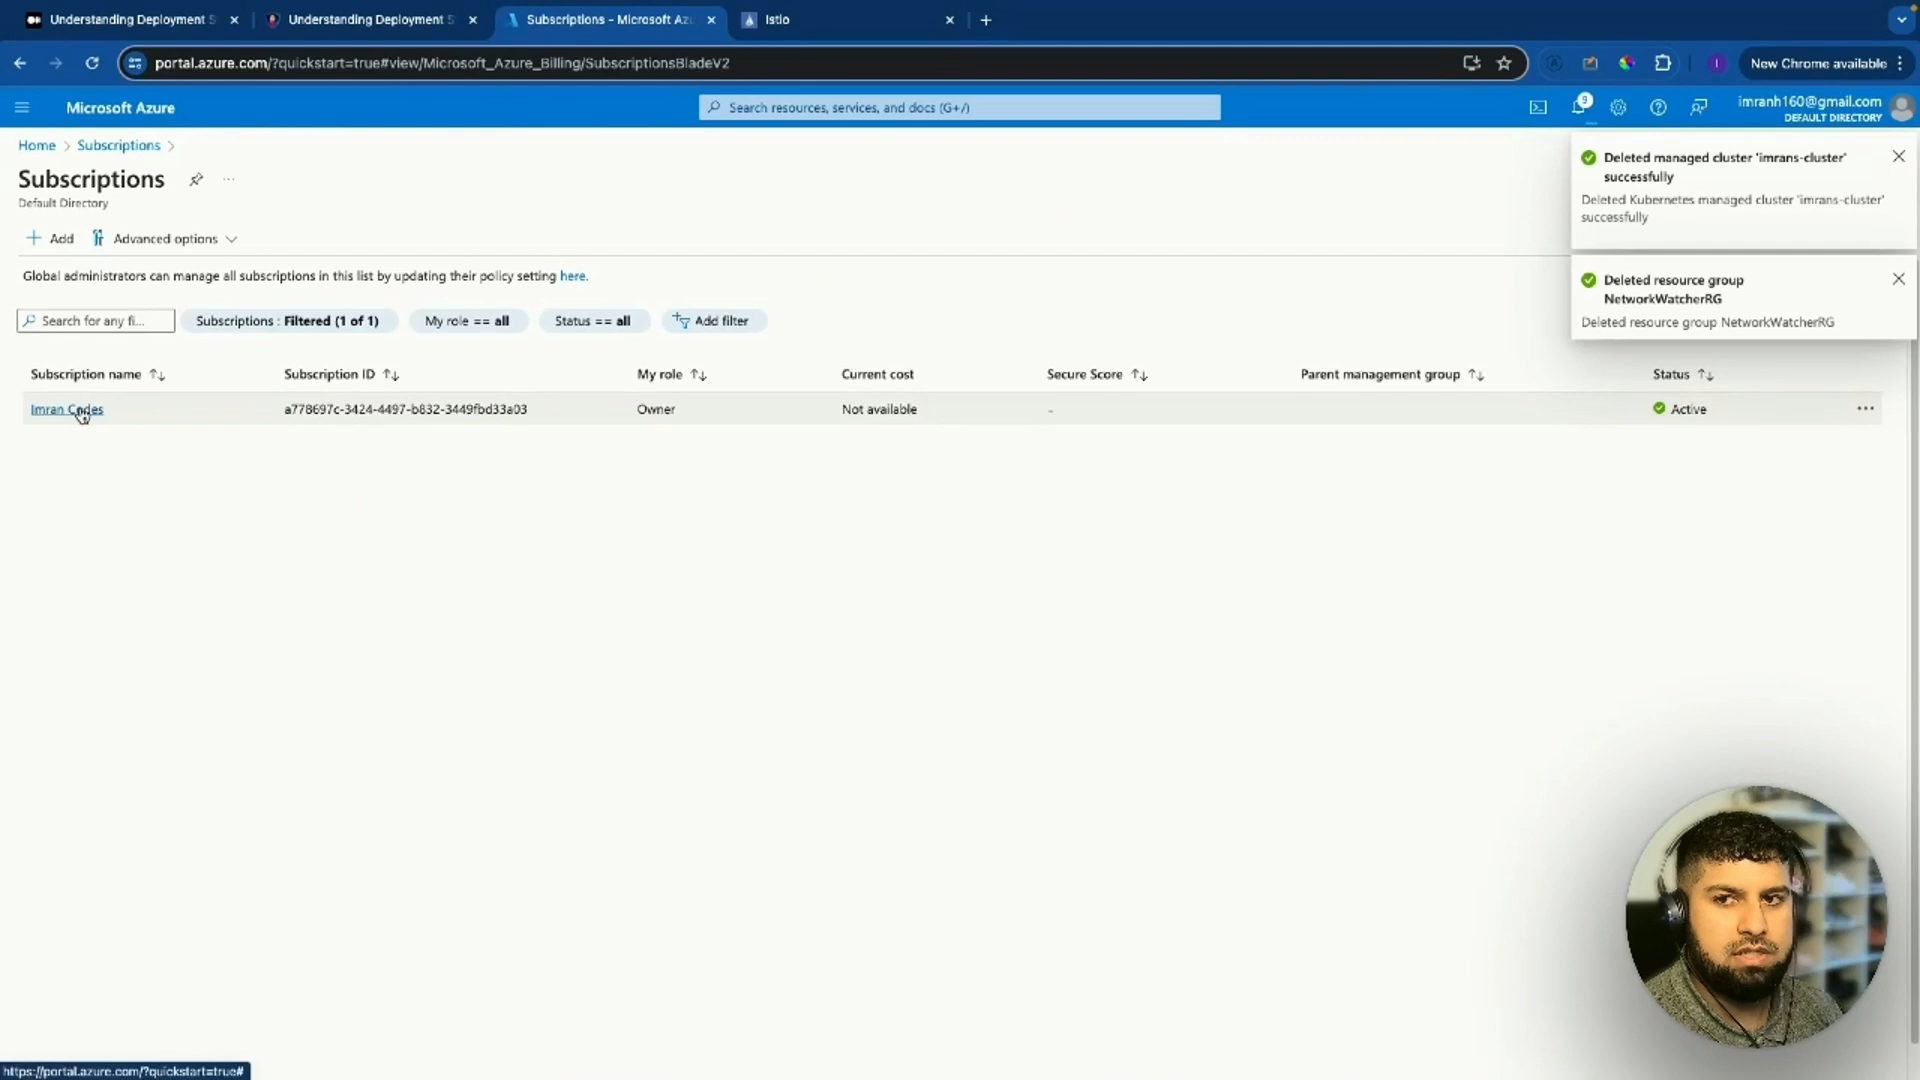 Understanding Deployment S
Understanding Deployment S
Subscriptions - Microsoft Az
Istio
portal.azure.com/?quickstart=true#view/Microsoft_Azure_Billing/SubscriptionsBladeV2
New Chrome available
Microsoft Azure
Search resources, services, and docs (G+/)
9
imranh160@gmail.com
DEFAULT DIRECTORY
Home > Subscriptions >
Subscriptions
Default Directory
Add
Advanced options
Global administrators can manage all subscriptions in this list by updating their policy setting here.
Search for any fi...
Subscriptions : Filtered (1 of 1)
My role == all
Status == all
Add filter
Deleted managed cluster 'imrans-cluster'
successfully
Deleted Kubernetes managed cluster 'imrans-cluster'
successfully
Deleted resource group
NetworkWatcherRG
Deleted resource group NetworkWatcherRG
Subscription name
Subscription ID
My role
Current cost
Secure Score
Parent management group
Status
Imran Codes
a778697c-3424-4497-b832-3449fbd33a03
Owner
Not available
-
Active
https://portal.azure.com/?quickstart=true#